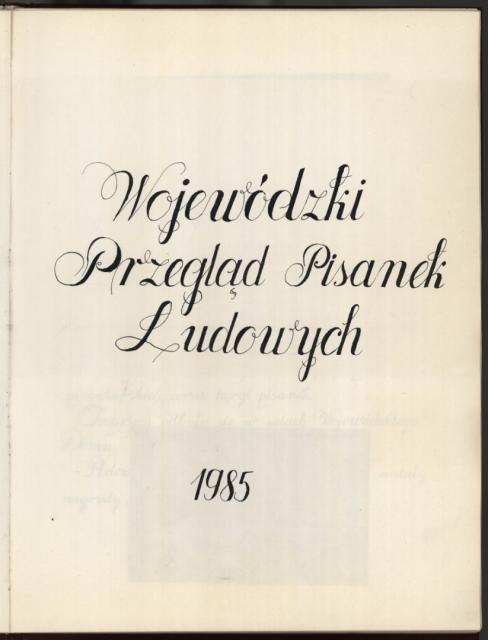 Wojewódzki
Przegląd Pisanek
Ludowych
1985